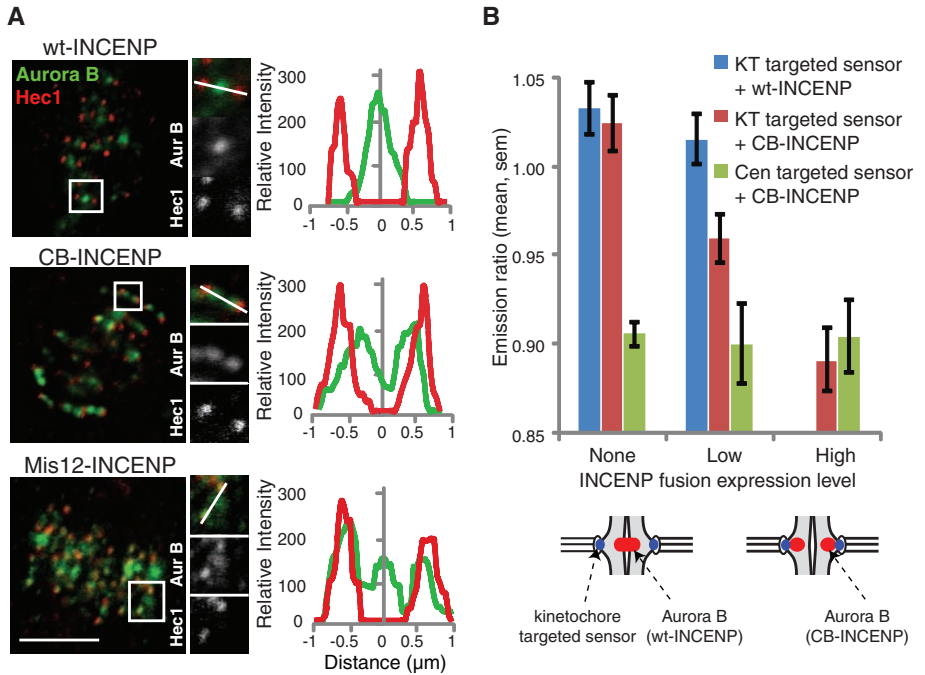 A
wt-INCENP
Aurora B
Hec1
Aur B
Hec1
Relative Intensity
300
200
100
0
-1 -0.5 0 0.5 1
CB-INCENP
Aur B
Hec1
Relative Intensity
300
200
100
0
-1 -0.5 0 0.5 1
Mis12-INCENP
Aur B
Hec1
Relative Intensity
300
200
100
0
-1 -0.5 0 0.5 1
Distance (µm)
B
KT targeted sensor
+ wt-INCENP
KT targeted sensor
+ CB-INCENP
Cen targeted sensor
+ CB-INCENP
Emission ratio (mean, sem)
1.05
1.00
0.95
0.90
0.85
None Low High
INCENP fusion expression level
kinetochore
targeted sensor
Aurora B
(wt-INCENP)
Aurora B
(CB-INCENP)